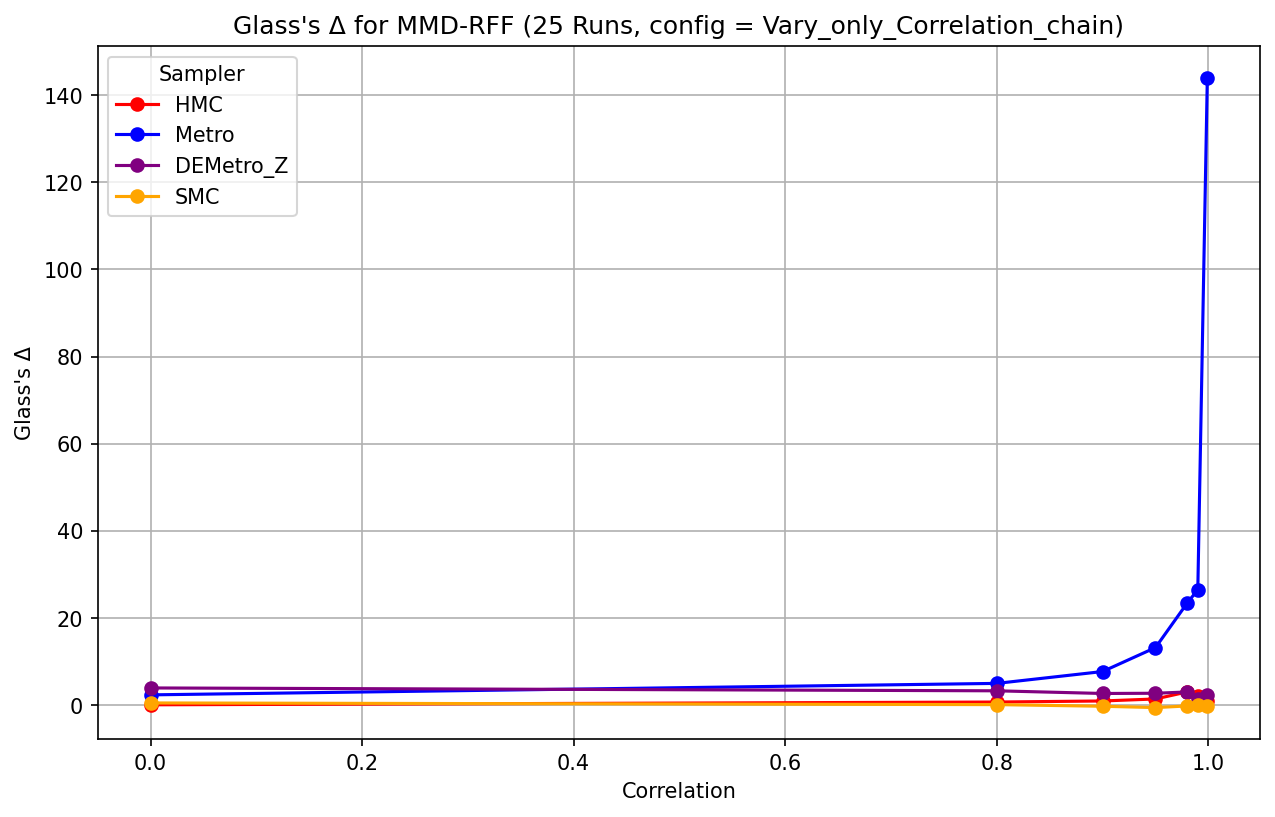 Glass's Δ for MMD-RFF (25 Runs, config = Vary_only_Correlation_chain)
Sampler
HMC
Metro
DEMetro_Z
SMC
Glass's Δ
140
120
100
80
60
40
20
0
0.0 0.2 0.4 0.6 0.8 1.0
Correlation